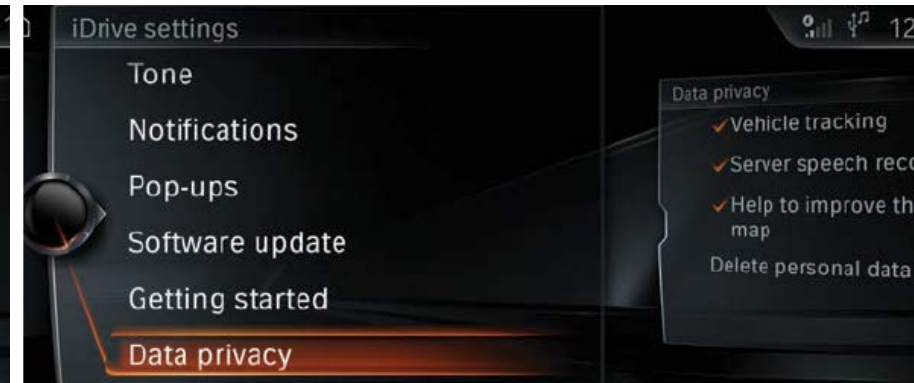 iDrive settings
12
Tone
Notifications
Pop-ups
Software update
Getting started
Data privacy
Data privacy
Vehicle tracking
Server speech reco
Help to improve th
map
Delete personal data